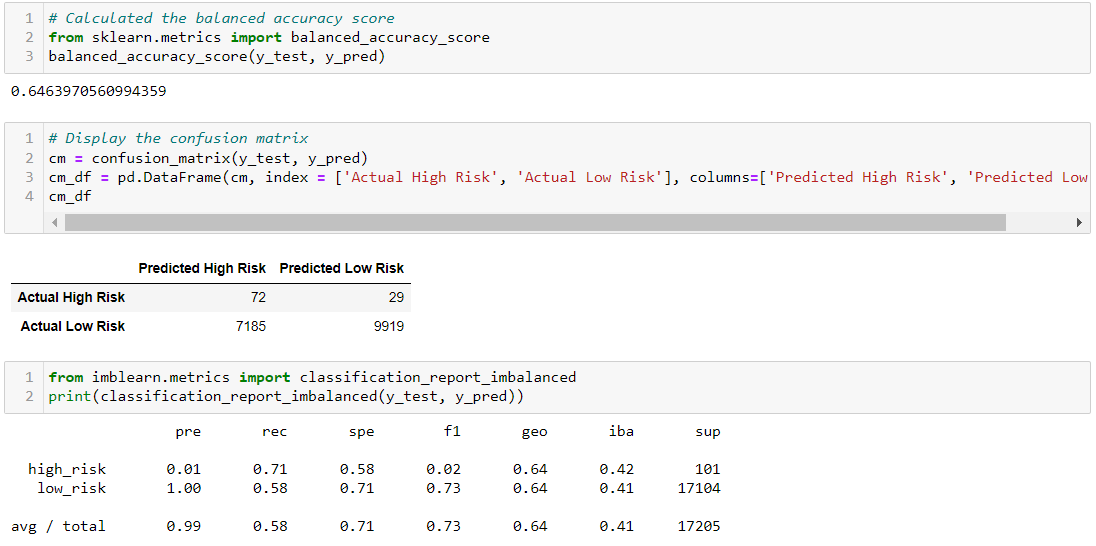 1 # Calculated the balanced accuracy score
2 from sklearn.metrics import balanced_accuracy_score
3 balanced_accuracy_score(y_test, y_pred)
0.6463970560994359
1 # Display the confusion matrix
2 cm = confusion_matrix(y_test, y_pred)
3 cm_df = pd.DataFrame(cm, index = ['Actual High Risk', 'Actual Low Risk'], columns=['Predicted High Risk', 'Predicted Low
4 cm_df
Predicted High Risk Predicted Low Risk
Actual High Risk 72 29
Actual Low Risk 7185 9919
1 from imblearn.metrics import classification_report_imbalanced
2 print(classification_report_imbalanced(y_test, y_pred))
pre rec spe f1 geo iba sup
high_risk 0.01 0.71 0.58 0.02 0.64 0.42 101
low_risk 1.00 0.58 0.71 0.73 0.64 0.41 17104
avg / total 0.99 0.58 0.71 0.73 0.64 0.41 17205